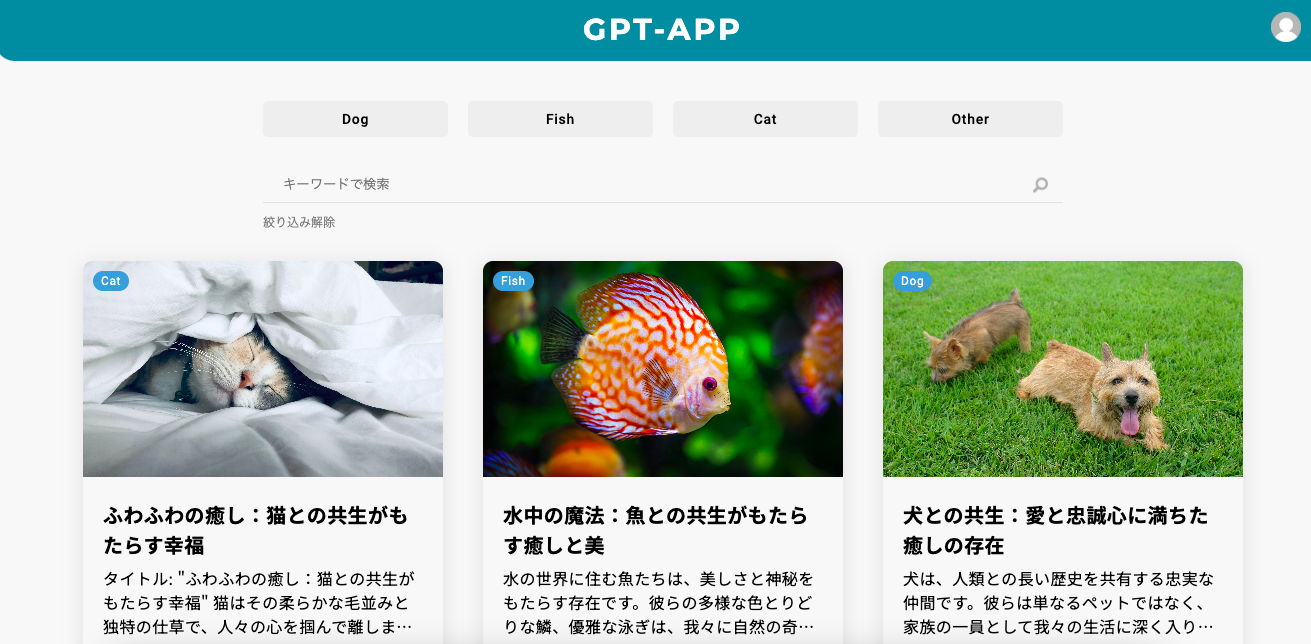 GPT-APP
Dog
Fish
Cat
Other
キーワードで検索
絞り込み解除
Cat
ふわふわの癒し：猫との共生がも
たらす幸福
タイトル: "ふわふわの癒し：猫との共生が
もたらす幸福" 猫はその柔らかな毛並みと
独特の仕草で、人々の心を掴んで離しま…
Fish
水中の魔法：魚との共生がもたら
す癒しと美
水の世界に住む魚たちは、美しさと神秘を
もたらす存在です。彼らの多様な色とりど
りな鱗、優雅な泳ぎは、我々に自然の奇…
Dog
犬との共生：愛と忠誠心に満ちた
癒しの存在
犬は、人類との長い歴史を共有する忠実な
仲間です。彼らは単なるペットではなく、
家族の一員として我々の生活に深く入り…